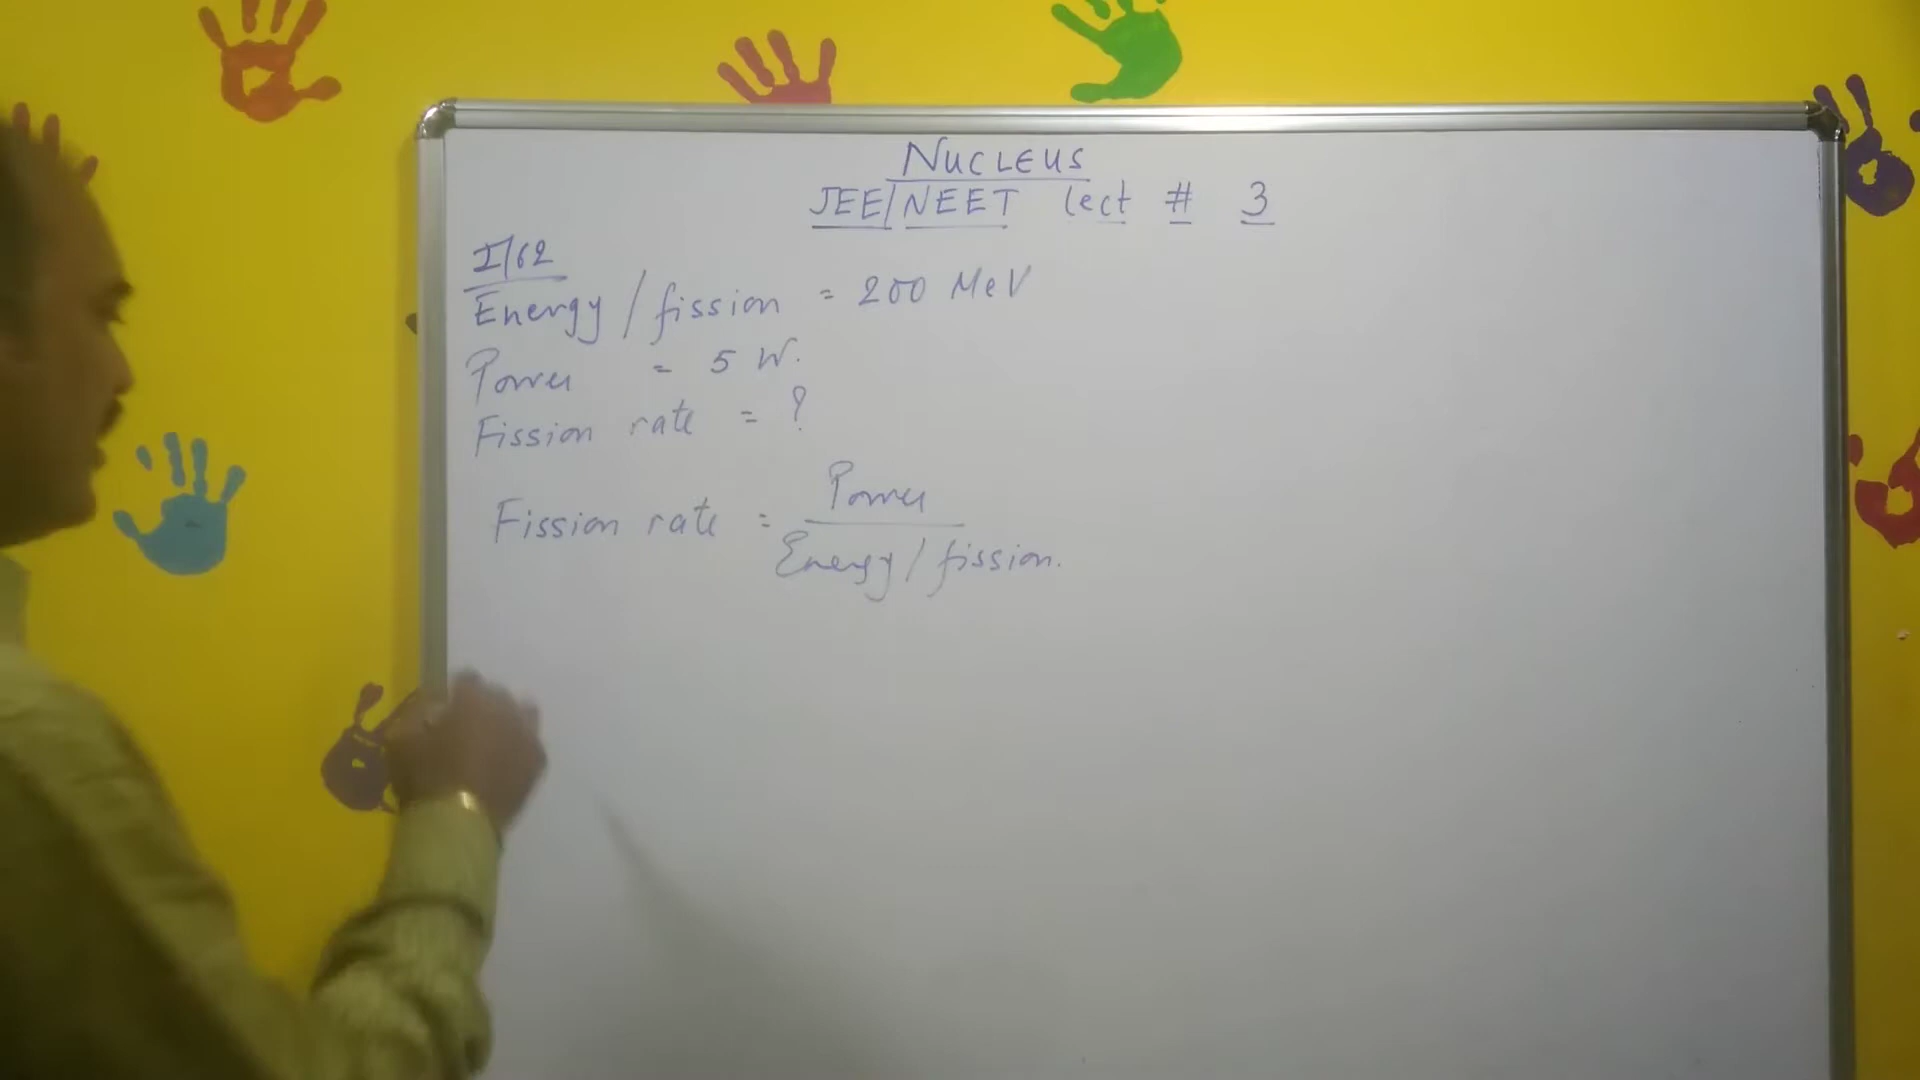 NUCLEUS
JEE/NEET lect # 3
I/62
Energy / fission = 200 MeV
Power = 5 W.
Fission rate = ?
Fission rate = Power
Energy / fission.